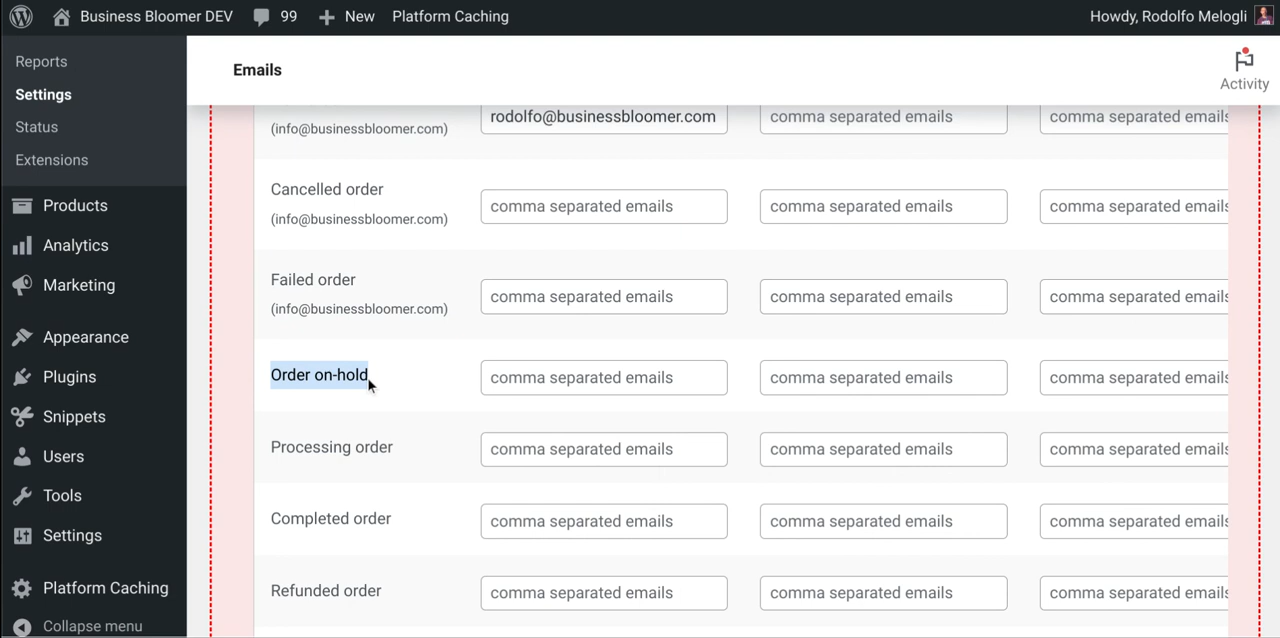 Business Bloomer DEV
99
New
Platform Caching
Howdy, Rodolfo Melogli
Reports
Settings
Status
Extensions
Products
Analytics
Marketing
Appearance
Plugins
Snippets
Users
Tools
Settings
Platform Caching
Collapse menu
Emails
Activity
(info@businessbloomer.com)
rodolfo@businessbloomer.com
comma separated emails
comma separated emails
Cancelled order
(info@businessbloomer.com)
comma separated emails
comma separated emails
comma separated emails
Failed order
(info@businessbloomer.com)
comma separated emails
comma separated emails
comma separated emails
Order on-hold
comma separated emails
comma separated emails
comma separated emails
Processing order
comma separated emails
comma separated emails
comma separated emails
Completed order
comma separated emails
comma separated emails
comma separated emails
Refunded order
comma separated emails
comma separated emails
comma separated emails